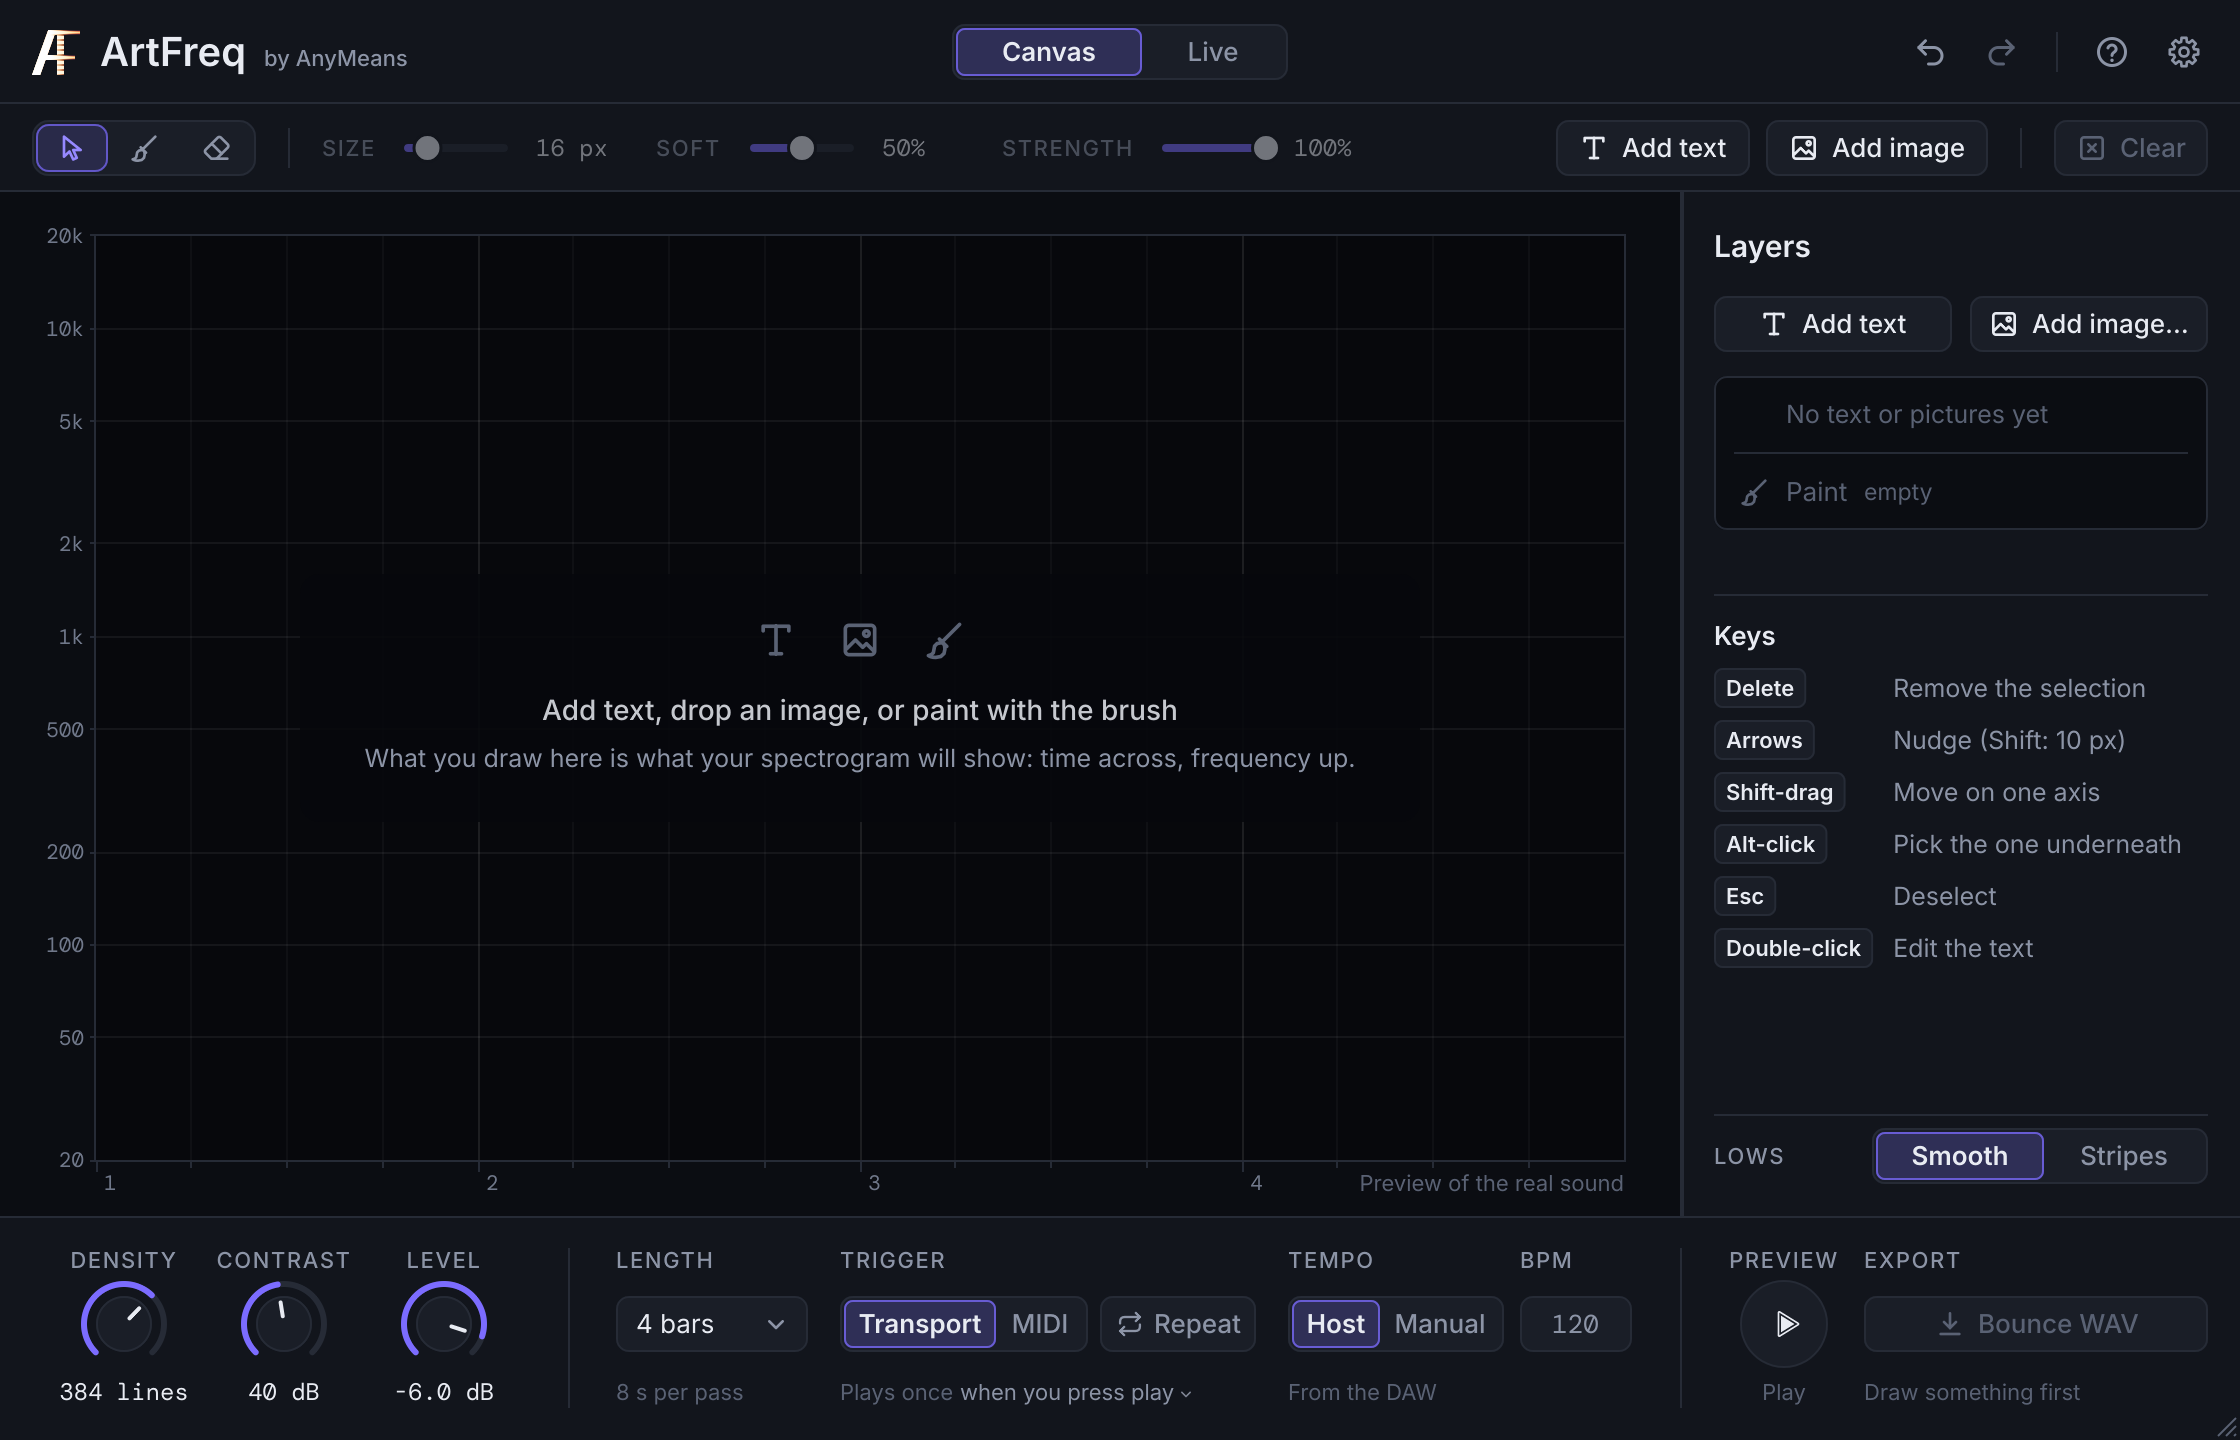 ArtFreq by AnyMeans
Canvas Live
SIZE 16 px SOFT 50% STRENGTH 100%
Add text Add image Clear
20k
10k
5k
2k
1k
500
200
100
50
20
1 2 3 4
Add text, drop an image, or paint with the brush
What you draw here is what your spectrogram will show: time across, frequency up.
Preview of the real sound
Layers
Add text Add image...
No text or pictures yet
Paint empty
Keys
Delete Remove the selection
Arrows Nudge (Shift: 10 px)
Shift-drag Move on one axis
Alt-click Pick the one underneath
Esc Deselect
Double-click Edit the text
LOWS Smooth Stripes
DENSITY CONTRAST LEVEL
384 lines 40 dB -6.0 dB
LENGTH
4 bars
8 s per pass
TRIGGER
Transport MIDI Repeat
Plays once when you press play
TEMPO BPM
Host Manual 120
From the DAW
PREVIEW
Play
EXPORT
Bounce WAV
Draw something first